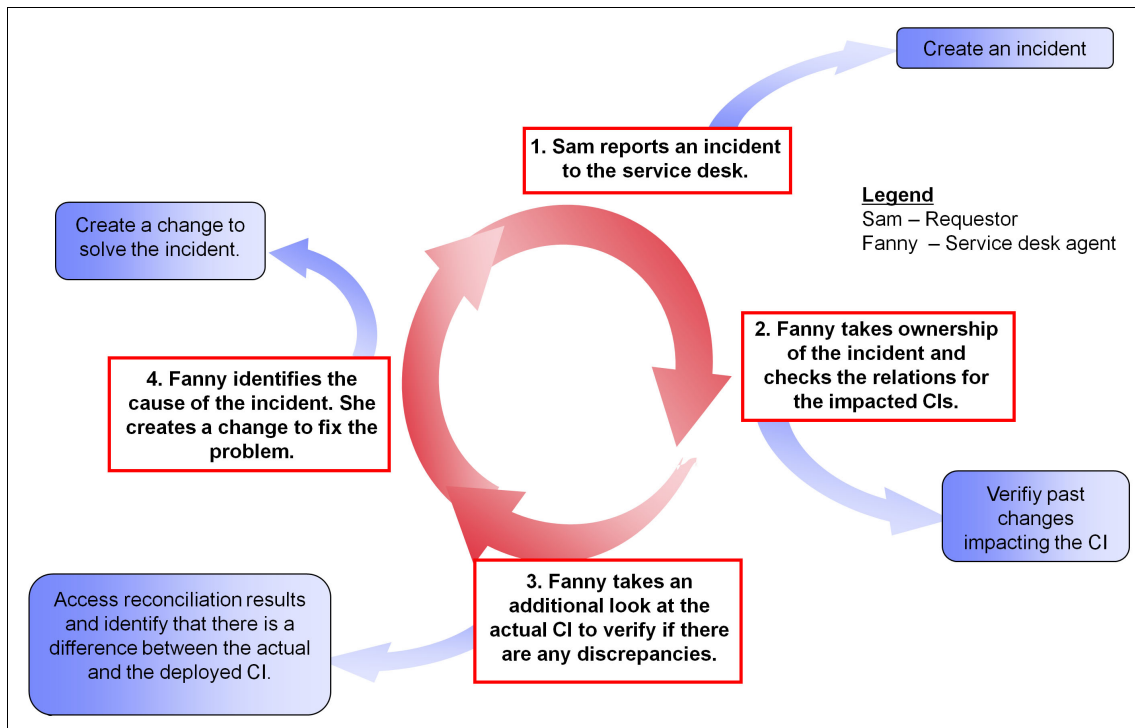 Create an incident
1. Sam reports an incident
to the service desk.
Legend
Sam – Requestor
Fanny – Service desk agent
Create a change to
solve the incident.
2. Fanny takes ownership
of the incident and
checks the relations for
the impacted CIs.
4. Fanny identifies the
cause of the incident. She
creates a change to fix the
problem.
Verifiy past
changes
impacting the CI
3. Fanny takes an
additional look at the
actual CI to verify if there
are any discrepancies.
Access reconciliation results
and identify that there is a
difference between the actual
and the deployed CI.